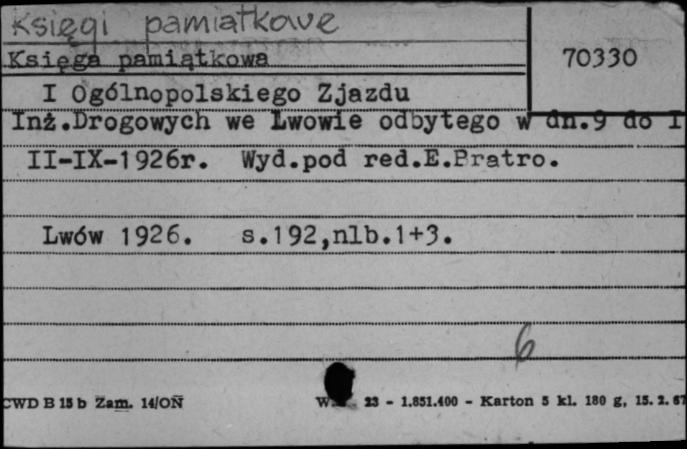 Księgi pamiątkowe
Księga pamiątkowa
70330
I Ogólnopolskiego Zjazdu
Inż.Drogowych we Lwowie odbytego w dn.9 do I
II-IX-1926r. Wyd.pod red.E.Bratro.
Lwów 1926. s.192,nlb.1+3.
6
CWD B 15 b Zam. 14/OÑ
23 - 1.851.400 - Karton 5 kl. 180 g, 15. 2. 67